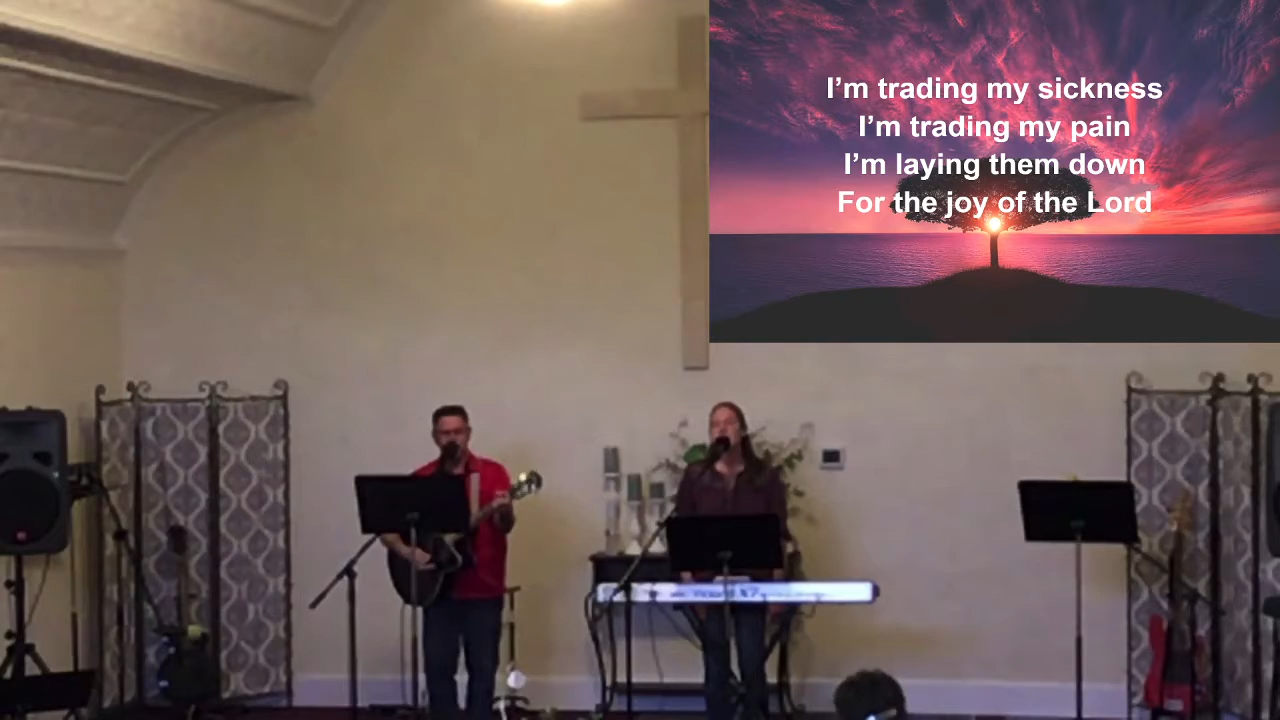 I'm trading my sickness
I'm trading my pain
I'm laying them down
For the joy of the Lord